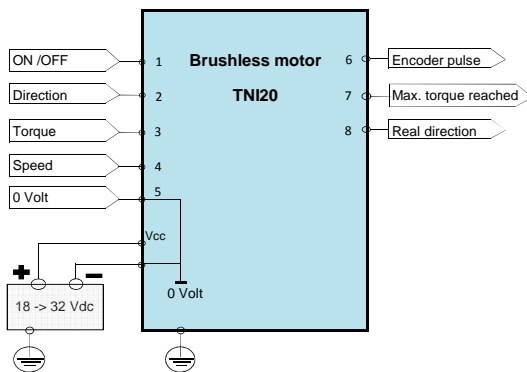 ON /OFF
1
Brushless motor
6
Encoder pulse
Direction
2
TNI20
7
Max. torque reached
Torque
3
8
Real direction
Speed
4
0 Volt
5
Vcc
+
–
18 -> 32 Vdc
0 Volt